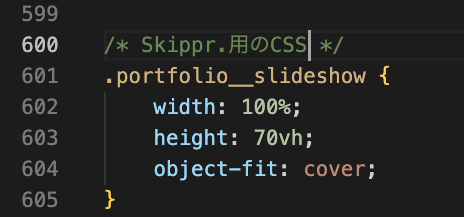 599
600 /* Skippr.用のCSS */
601 .portfolio__slideshow {
602 width: 100%;
603 height: 70vh;
604 object-fit: cover;
605 }